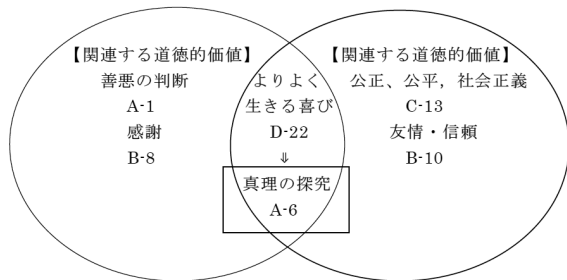 【関連する道徳的価値】
善悪の判断
A-1
感謝
B-8
よりよく
生きる喜び
D-22
⇓
真理の探究
A-6
【関連する道徳的価値】
公正、公平，社会正義
C-13
友情・信頼
B-10